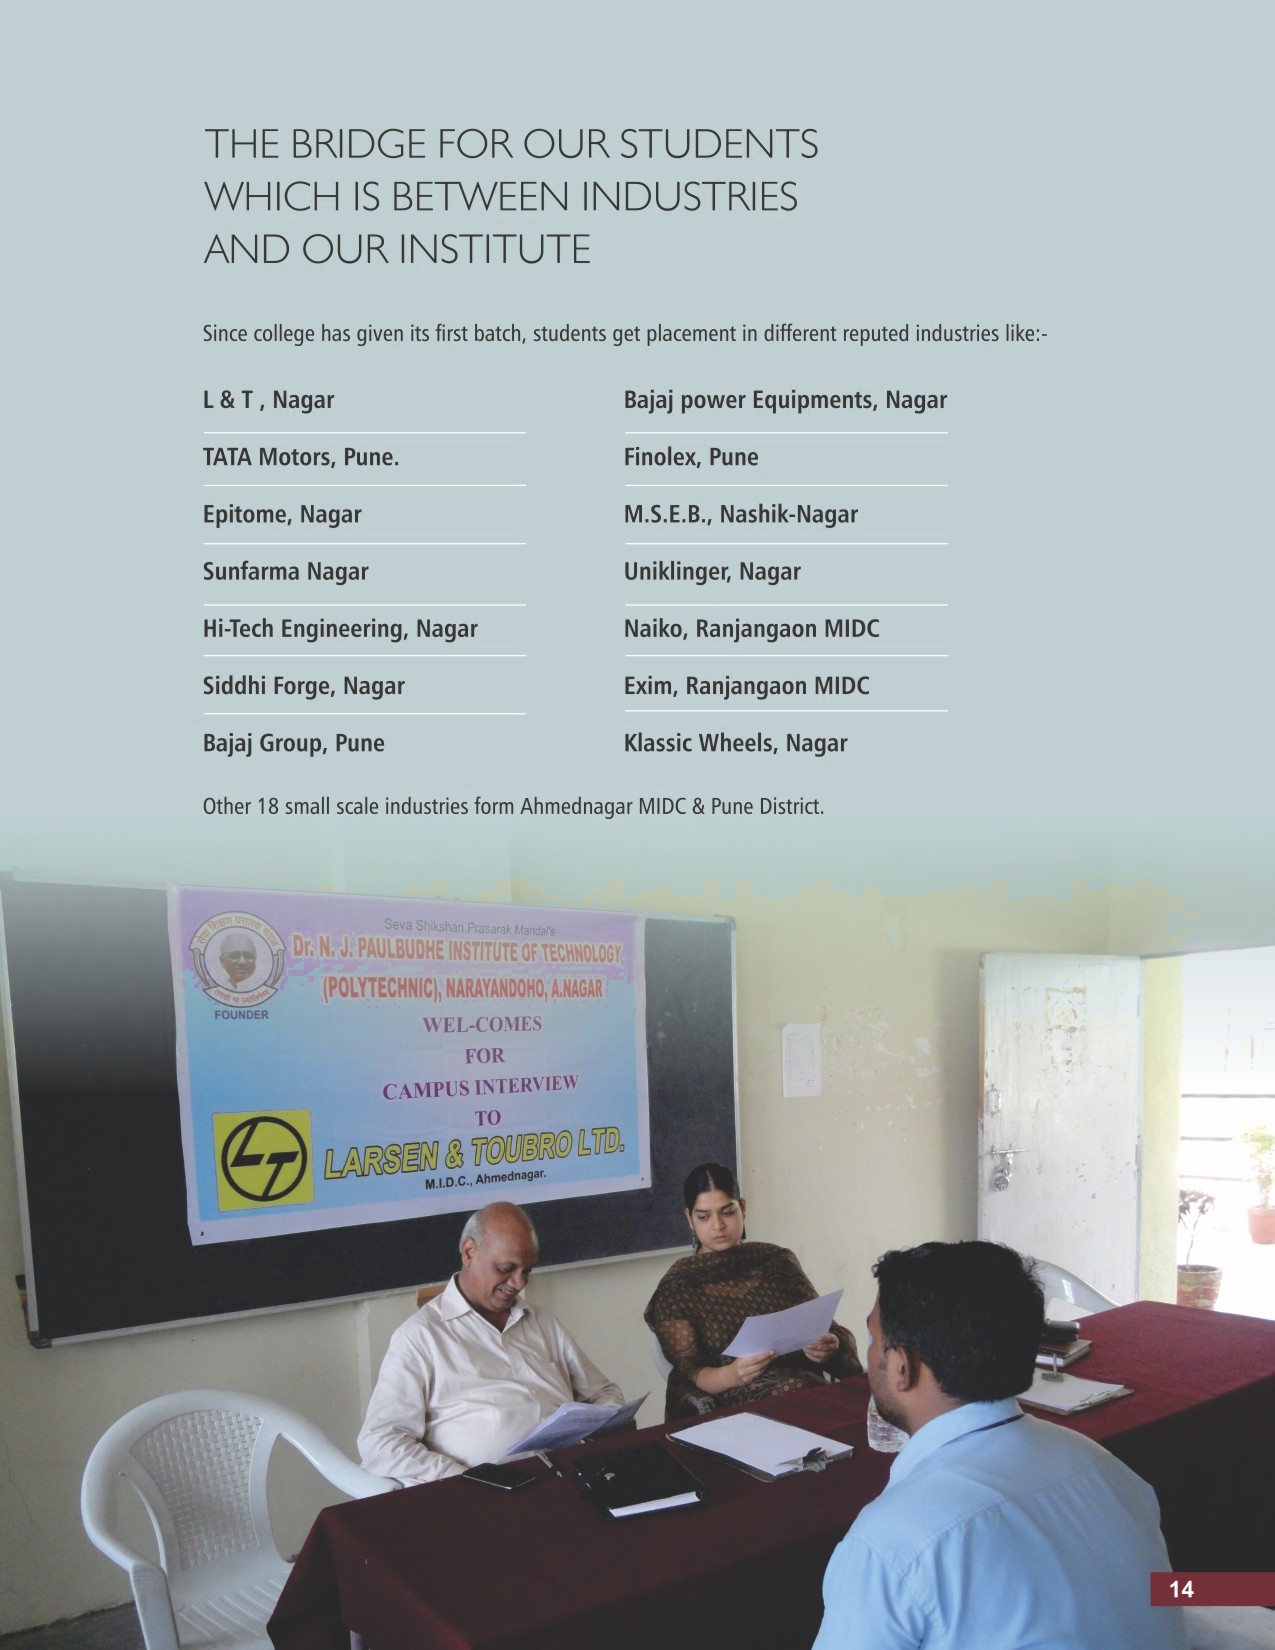 THE BRIDGE FOR OUR STUDENTS
WHICH IS BETWEEN INDUSTRIES
AND OUR INSTITUTE
Since college has given its first batch, students get placement in different reputed industries like:-
L & T , Nagar
TATA Motors, Pune.
Epitome, Nagar
Sunfarma Nagar
Hi-Tech Engineering, Nagar
Siddhi Forge, Nagar
Bajaj Group, Pune
Bajaj power Equipments, Nagar
Finolex, Pune
M.S.E.B., Nashik-Nagar
Uniklinger, Nagar
Naiko, Ranjangaon MIDC
Exim, Ranjangaon MIDC
Klassic Wheels, Nagar
Other 18 small scale industries form Ahmednagar MIDC & Pune District.
Seva Shikshan Prasarak Mandal's
Dr. N. J. PAULBUDHE INSTITUTE OF TECHNOLOGY
(POLYTECHNIC), NARAYANDOHO, A.NAGAR
FOUNDER
WEL-COMES
FOR
CAMPUS INTERVIEW
TO
LT
LARSEN & TOUBRO LTD.
M.I.D.C., Ahmednagar.
14